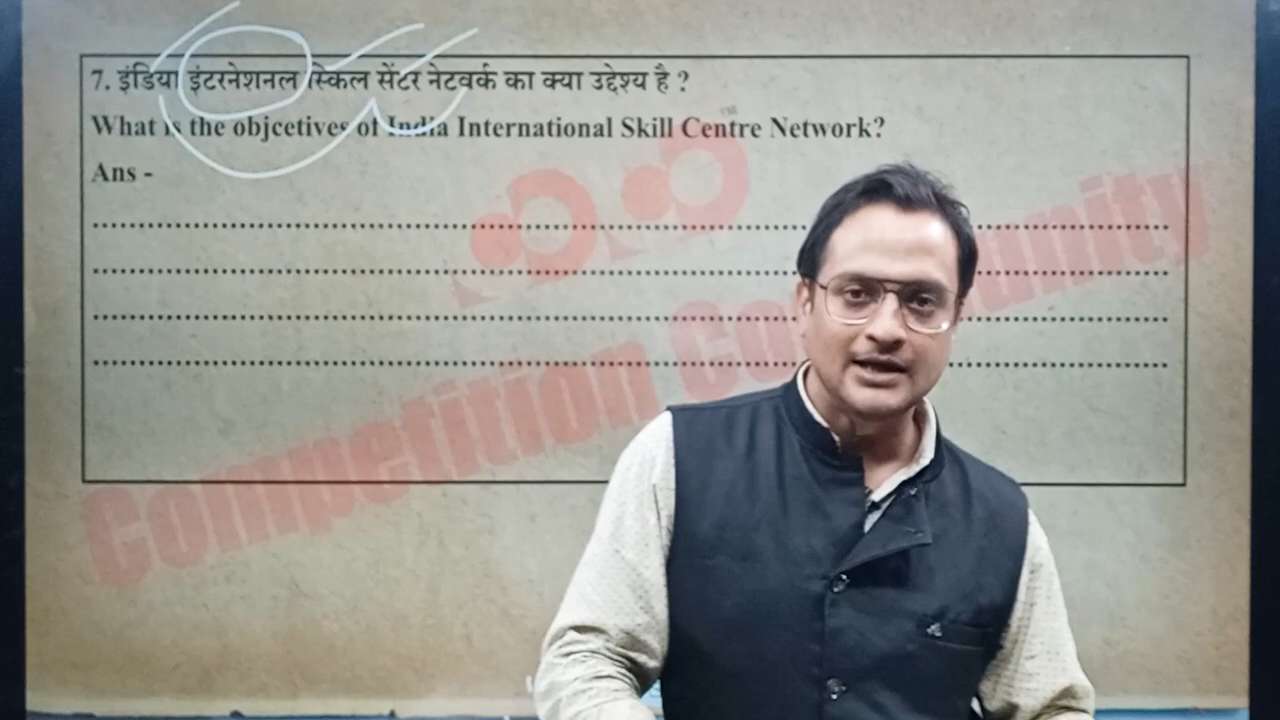 7. इंडिया इंटरनेशनल स्किल सेंटर नेटवर्क का क्या उद्देश्य है ?
What is the objcetives of India International Skill Centre Network?
Ans -
Competition Community
TM